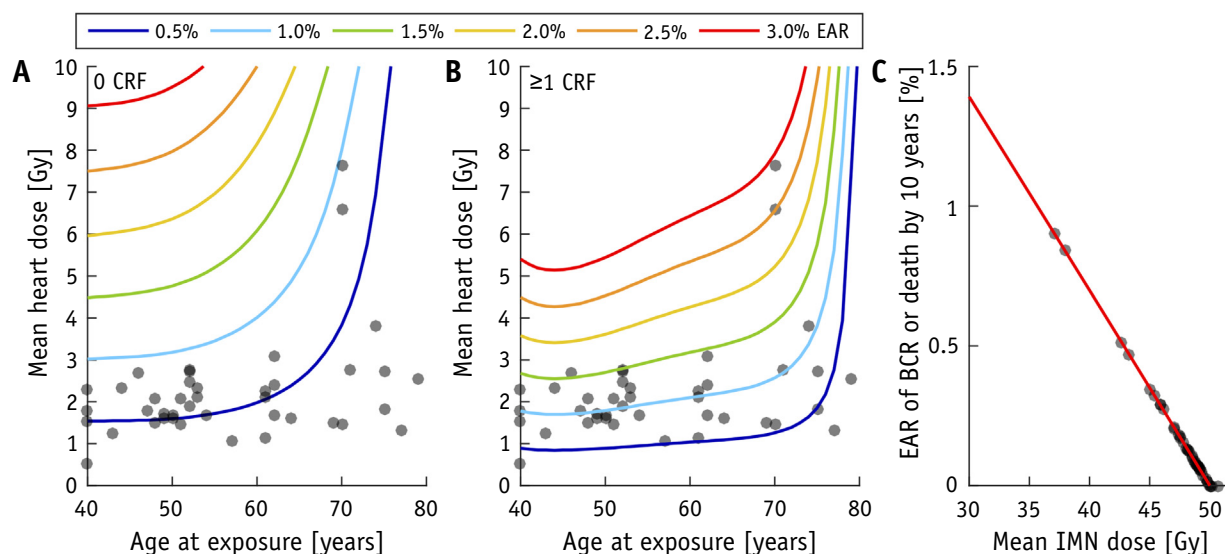 0.5% 1.0% 1.5% 2.0% 2.5% 3.0% EAR
A
0 CRF
Mean heart dose [Gy]
10
9
8
7
6
5
4
3
2
1
0
40 50 60 70 80
Age at exposure [years]
B
≥1 CRF
Mean heart dose [Gy]
10
9
8
7
6
5
4
3
2
1
0
40 50 60 70 80
Age at exposure [years]
C
EAR of BCR or death by 10 years [%]
1.5
1
0.5
0
30 35 40 45 50
Mean IMN dose [Gy]